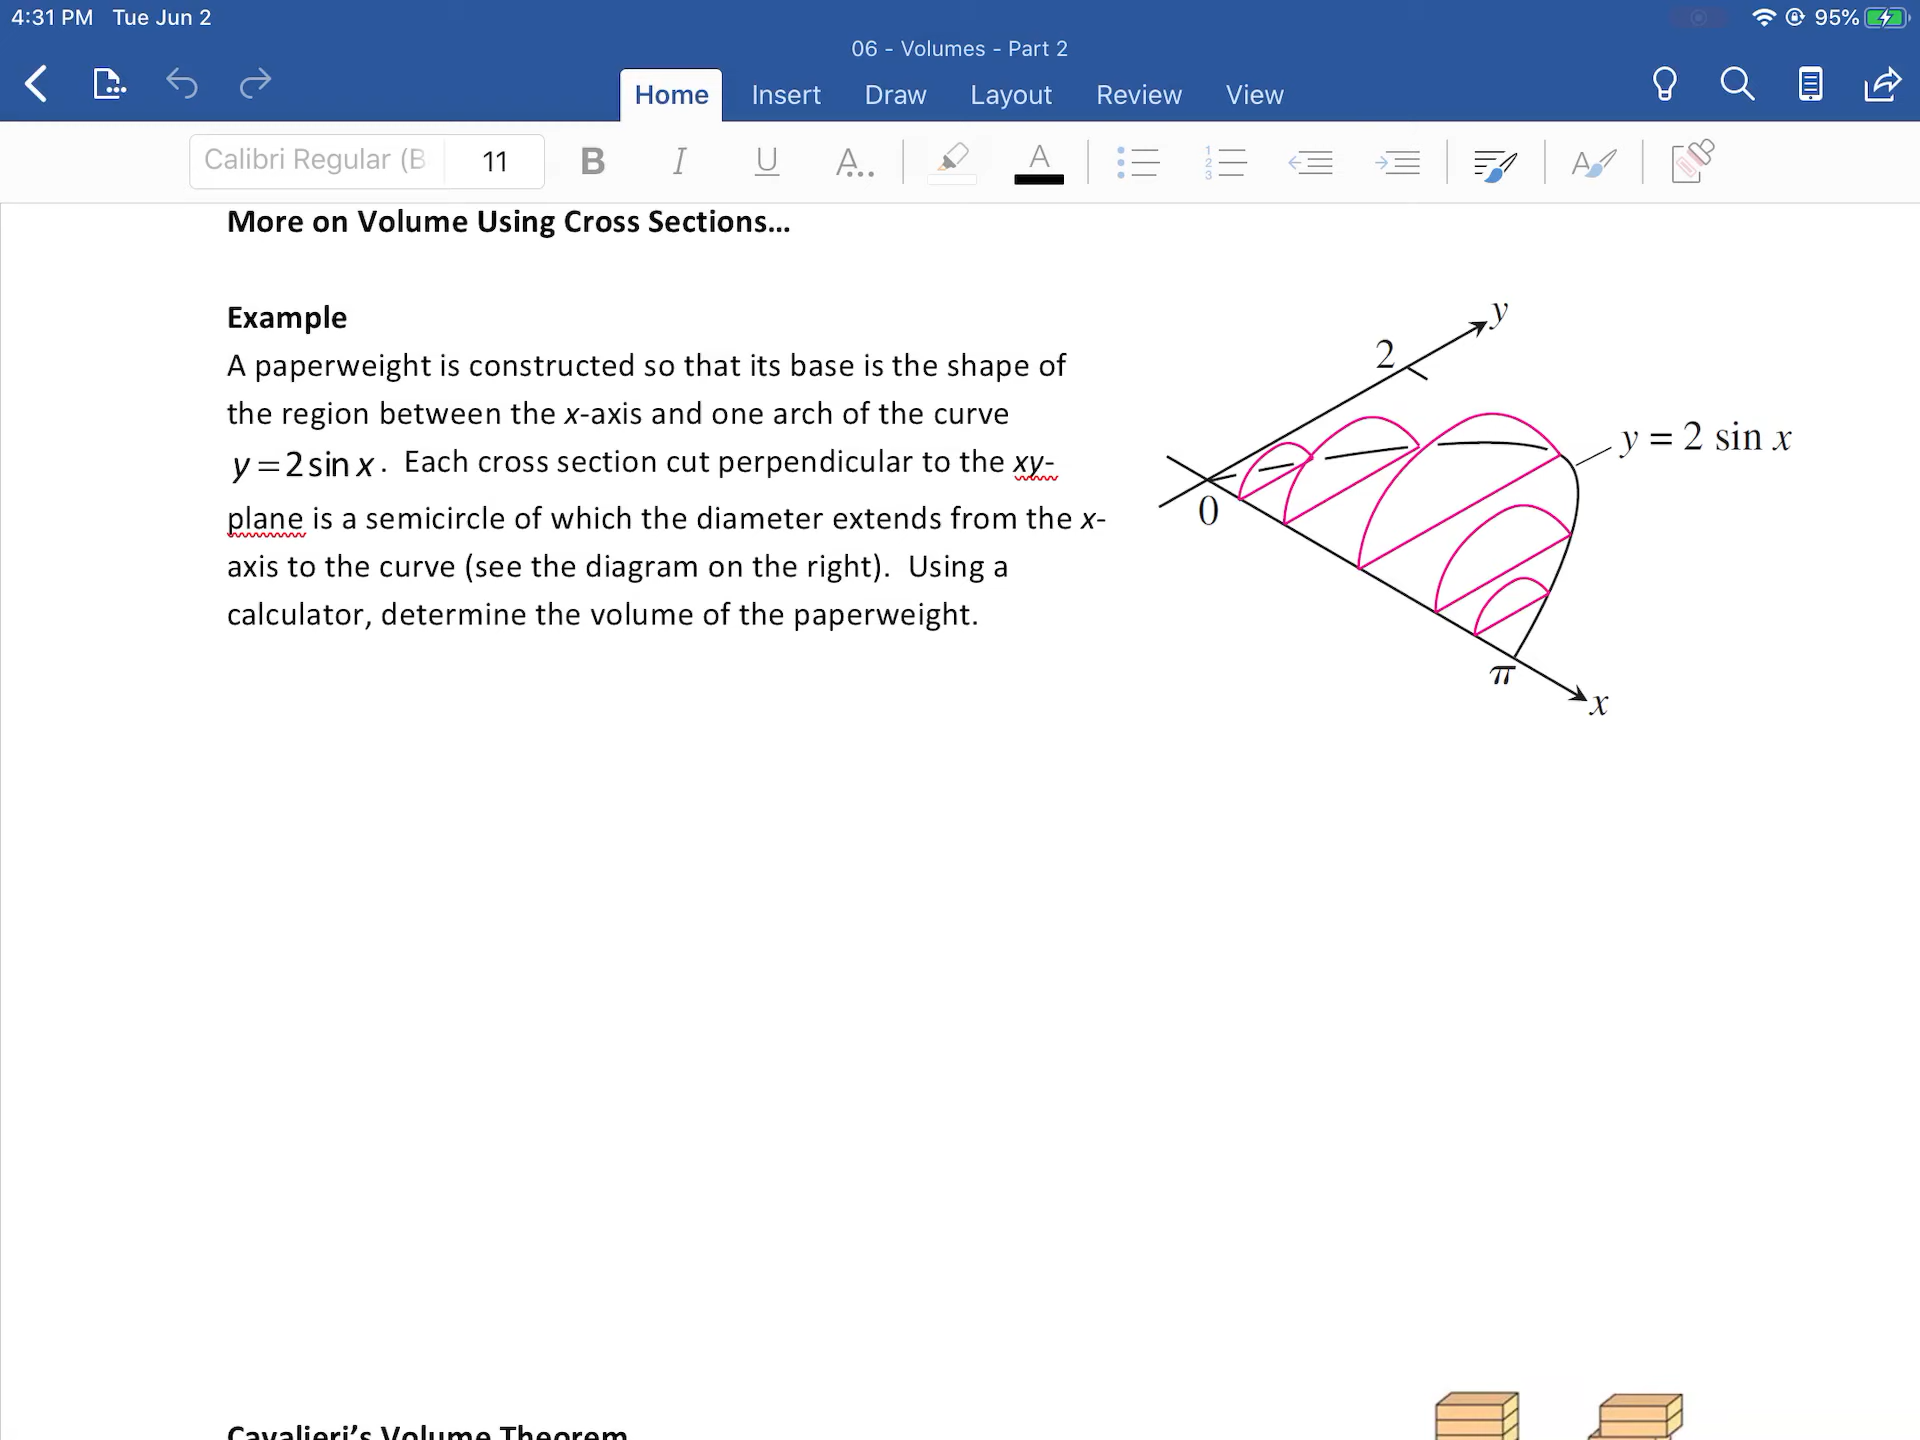 4:31 PM Tue Jun 2
95%
06 - Volumes - Part 2
Home Insert Draw Layout Review View
Calibri Regular (B 11 B I U A... A
More on Volume Using Cross Sections...
Example
A paperweight is constructed so that its base is the shape of
the region between the x-axis and one arch of the curve
y = 2 sin x. Each cross section cut perpendicular to the xy-
plane is a semicircle of which the diameter extends from the x-
axis to the curve (see the diagram on the right). Using a
calculator, determine the volume of the paperweight.
y
2
y = 2 sin x
0
π
x
Cavalieri's Volume Theorem